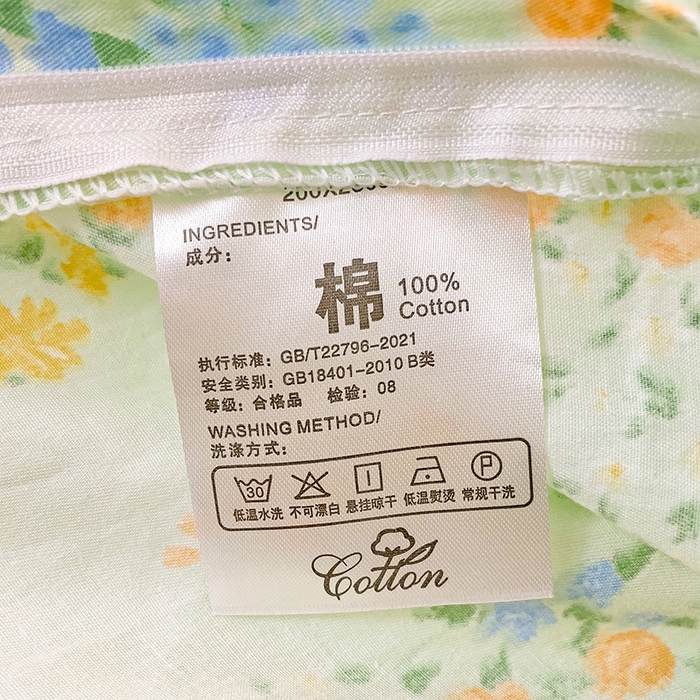 INGREDIENTS/
成分：
棉 100% Cotton
执行标准：GB/T22796-2021
安全类别：GB18401-2010 B类
等级：合格品 检验：08
WASHING METHOD/
洗涤方式：
30 P
低温水洗 不可漂白 悬挂晾干 低温熨烫 常规干洗
Cotton